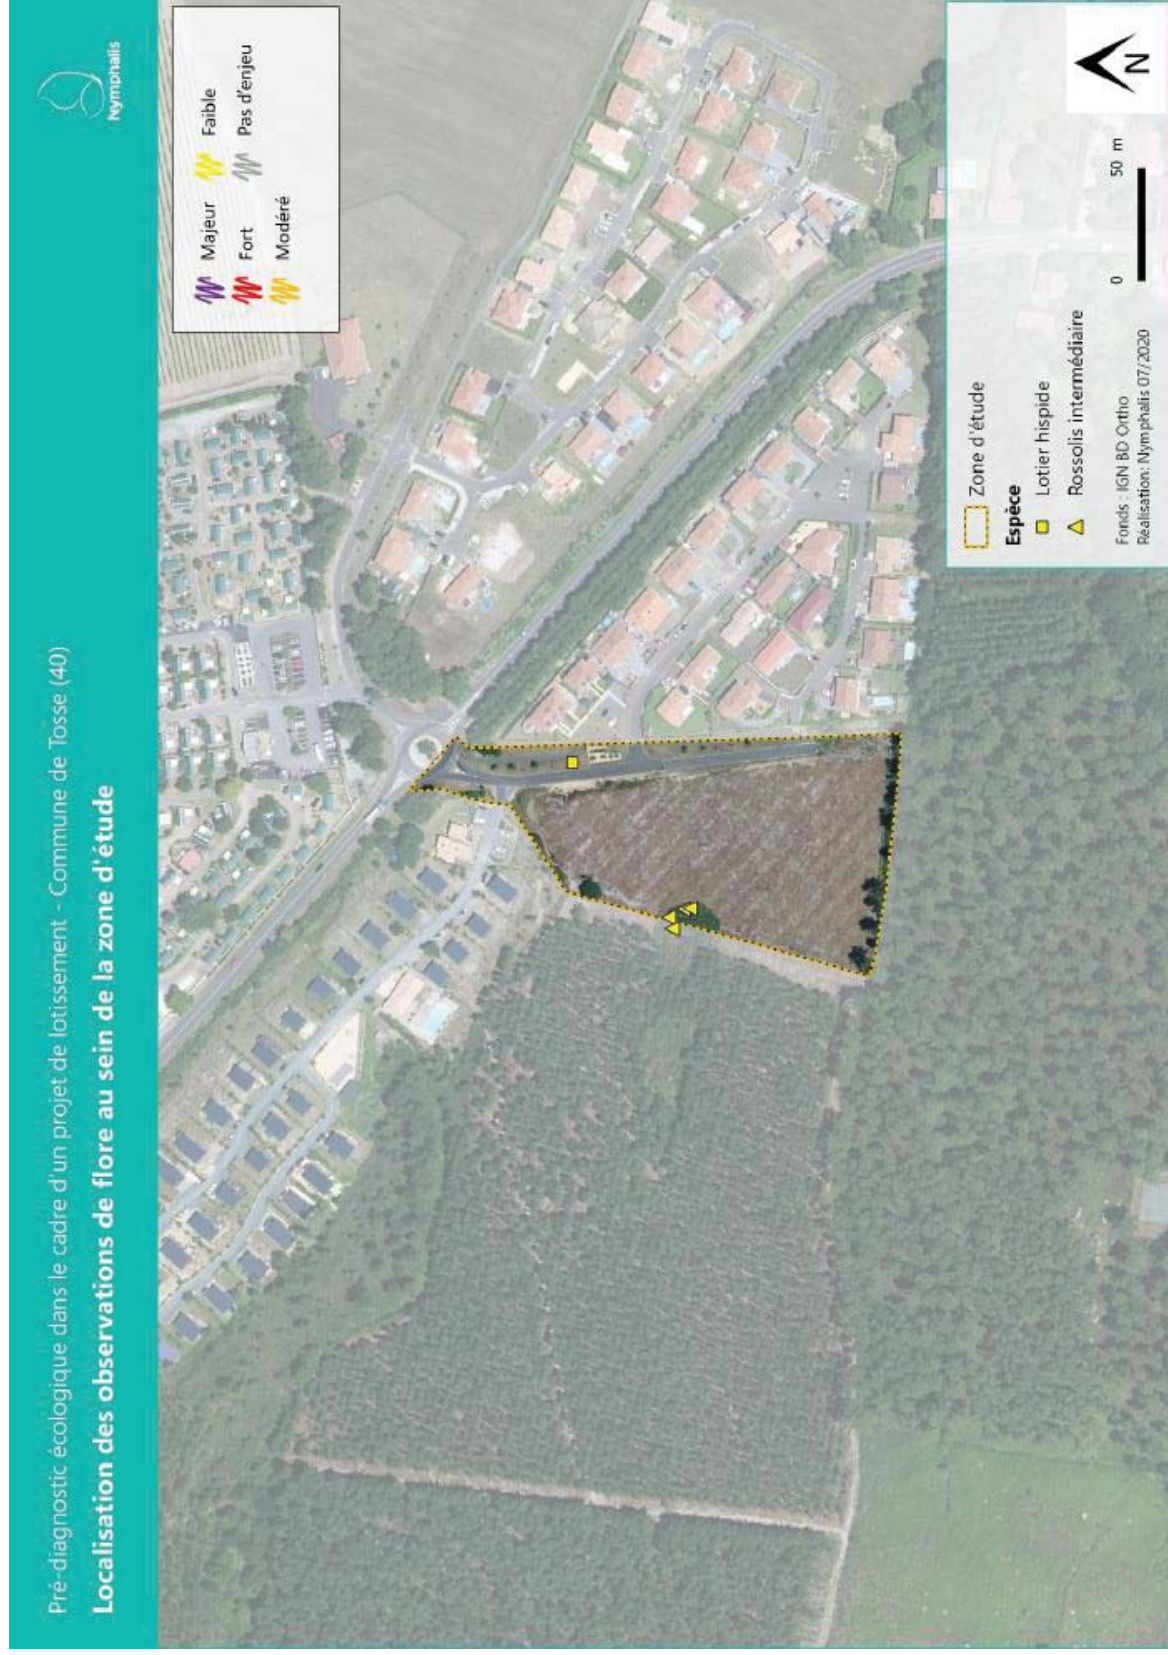 Pré-diagnostic écologique dans le cadre d'un projet de lotissement - Commune de Tosse (40)
Localisation des observations de flore au sein de la zone d'étude
Nymphalis
Majeur
Faible
Fort
Pas d'enjeu
Modéré
Zone d'étude
Espèce
Lotier hispide
Rossolis intermédiaire
0
50 m
Fonds : IGN BD Ortho
Réalisation: Nymphalis 07/2020
N